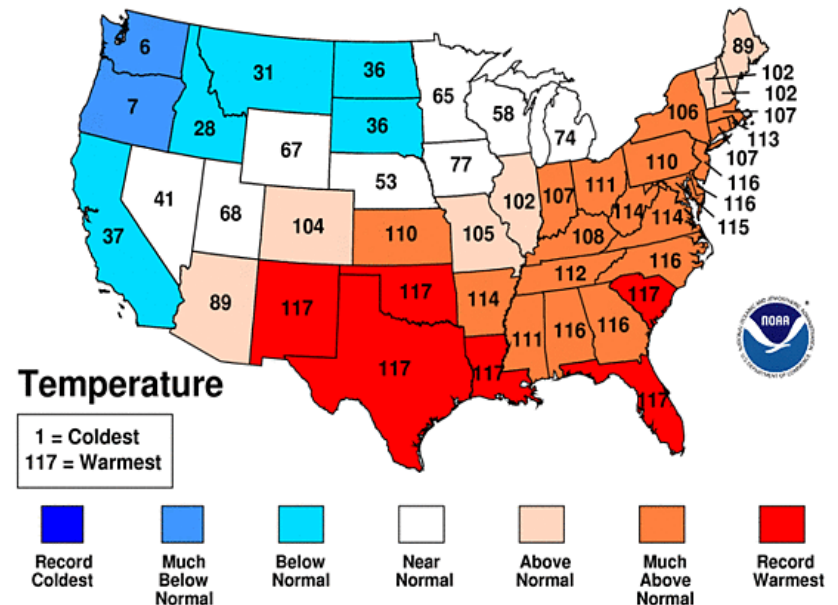 6
31
36
65
89
102
102
107
113
107
116
116
115
7
28
36
58
74
106
67
77
110
41
68
53
102
107
111
114
114
37
104
110
105
108
116
89
117
117
114
112
117
117
117
111
116
116
117
NOAA
Temperature
1 = Coldest
117 = Warmest
Record
Coldest
Much
Below
Normal
Below
Normal
Near
Normal
Above
Normal
Much
Above
Normal
Record
Warmest